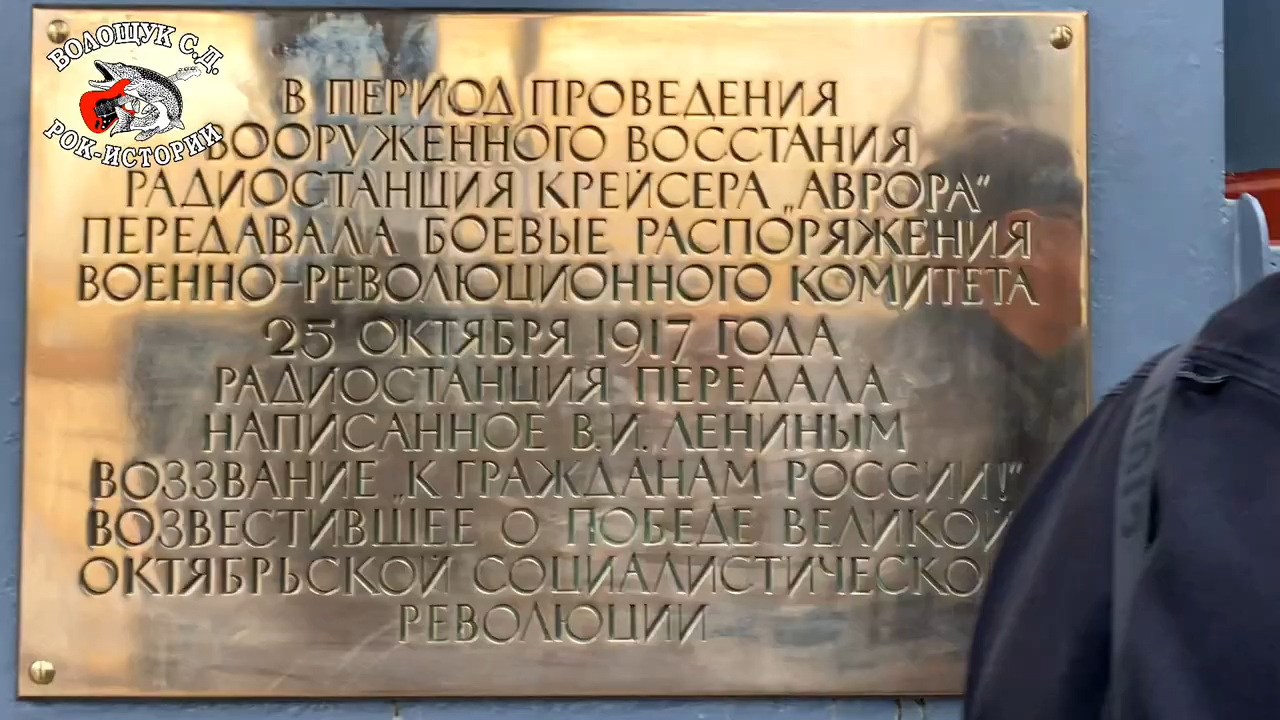 ВОЛОЩУК С.Д.
РОК-ИСТОРИИ
В ПЕРИОД ПРОВЕДЕНИЯ
ВООРУЖЕННОГО ВОССТАНИЯ
РАДИОСТАНЦИЯ КРЕЙСЕРА „АВРОРА“
ПЕРЕДАВАЛА БОЕВЫЕ РАСПОРЯЖЕНИЯ
ВОЕННО-РЕВОЛЮЦИОННОГО КОМИТЕТА
25 ОКТЯБРЯ 1917 ГОДА
РАДИОСТАНЦИЯ ПЕРЕДАЛА
НАПИСАННОЕ В.И. ЛЕНИНЫМ
ВОЗЗВАНИЕ „К ГРАЖДАНАМ РОССИИ!“
ВОЗВЕСТИВШЕЕ О ПОБЕДЕ ВЕЛИКОЙ
ОКТЯБРЬСКОЙ СОЦИАЛИСТИЧЕСКО
РЕВОЛЮЦИИ